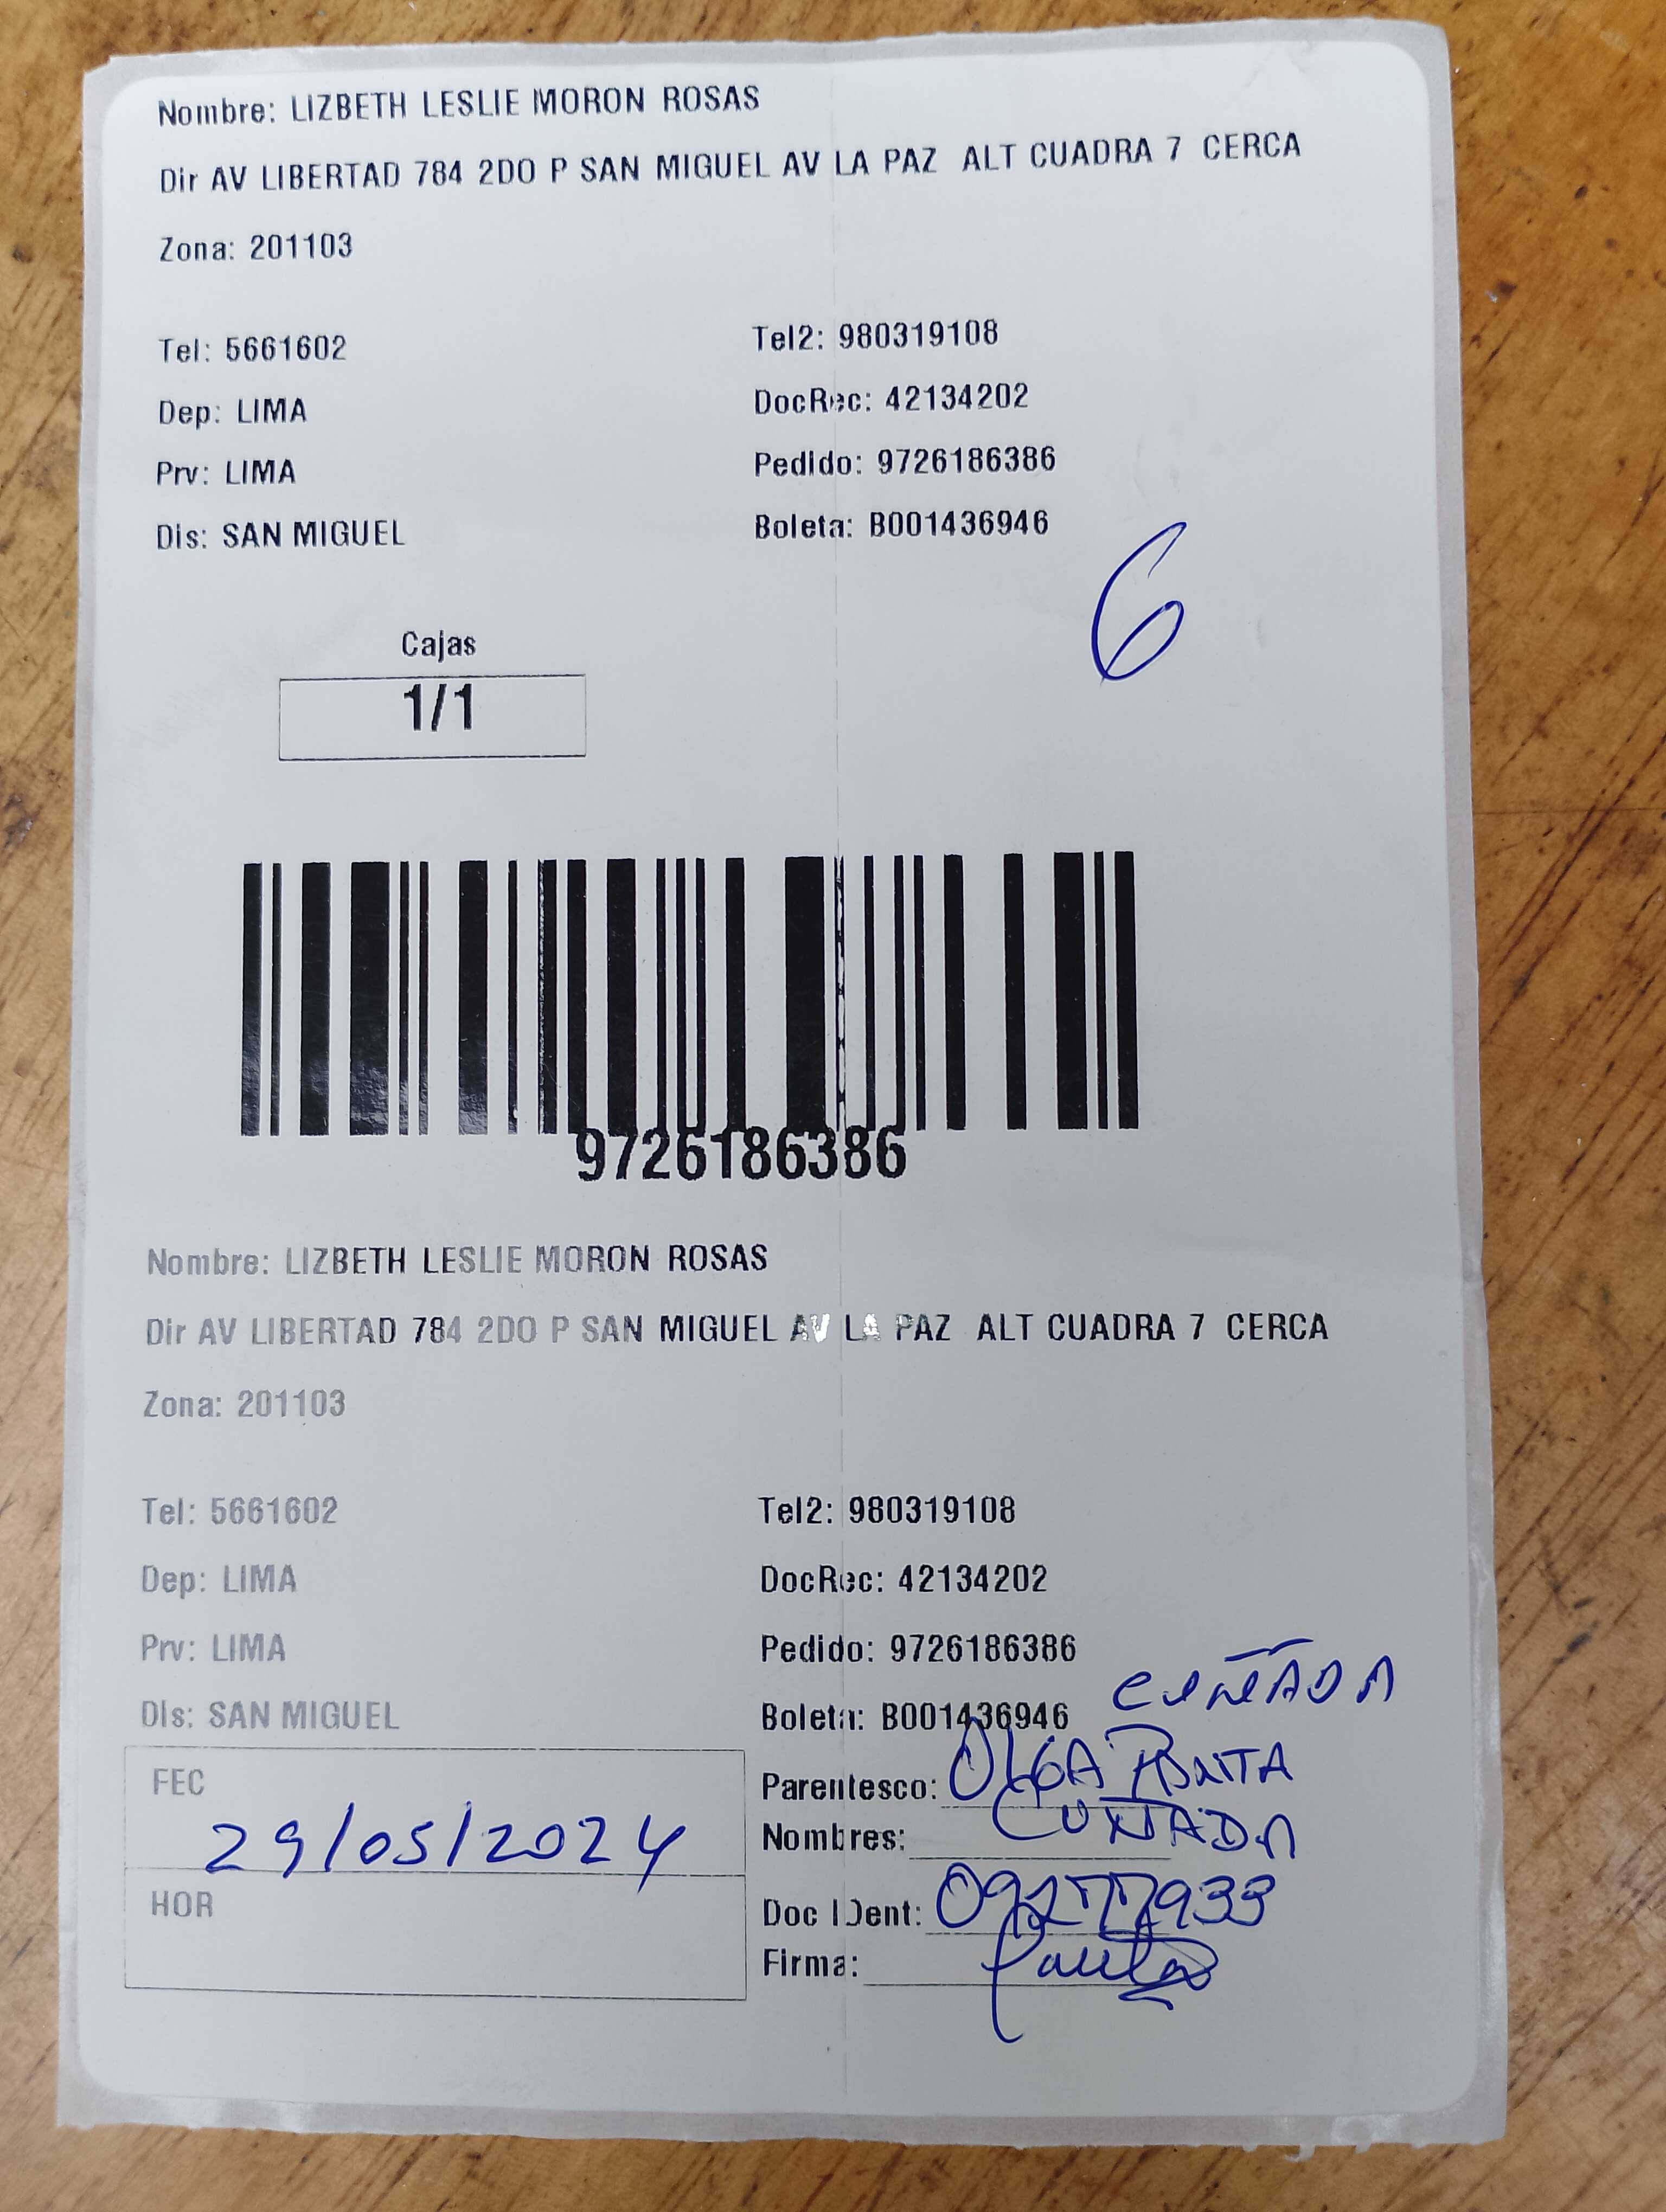 Nombre: LIZBETH LESLIE MORON ROSAS
Dir AV LIBERTAD 784 2DO P SAN MIGUEL AV LA PAZ ALT CUADRA 7 CERCA
Zona: 201103
Tel: 5661602 Tel2: 980319108
Dep: LIMA DocRec: 42134202
Prv: LIMA Pedido: 9726186386
Dis: SAN MIGUEL Boleta: B001436946
6
Cajas
1/1
9726186386
Nombre: LIZBETH LESLIE MORON ROSAS
Dir AV LIBERTAD 784 2DO P SAN MIGUEL AV LA PAZ ALT CUADRA 7 CERCA
Zona: 201103
Tel: 5661602 Tel2: 980319108
Dep: LIMA DocRec: 42134202
Prv: LIMA Pedido: 9726186386
CUÑADA
Dis: SAN MIGUEL Boleta: B001436946
FEC Parentesco: OLGA
29/05/2024 Nombres: CUÑADA
HOR Doc IDent: 09277933
Firma: